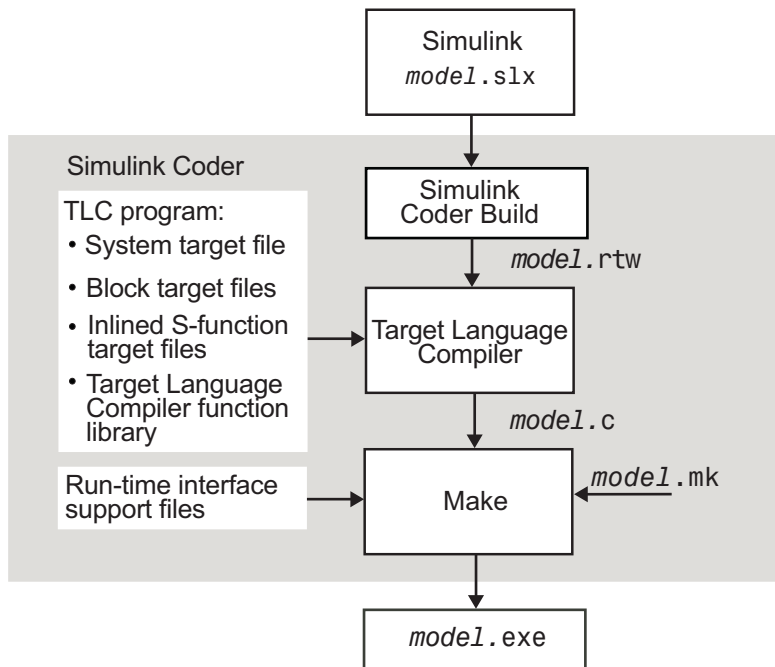 Simulink
model.slx
Simulink Coder
Simulink
Coder Build
model.rtw
TLC program:
• System target file
• Block target files
• Inlined S-function
target files
• Target Language
Compiler function
library
Target Language
Compiler
model.c
Run-time interface
support files
Make
model.mk
model.exe